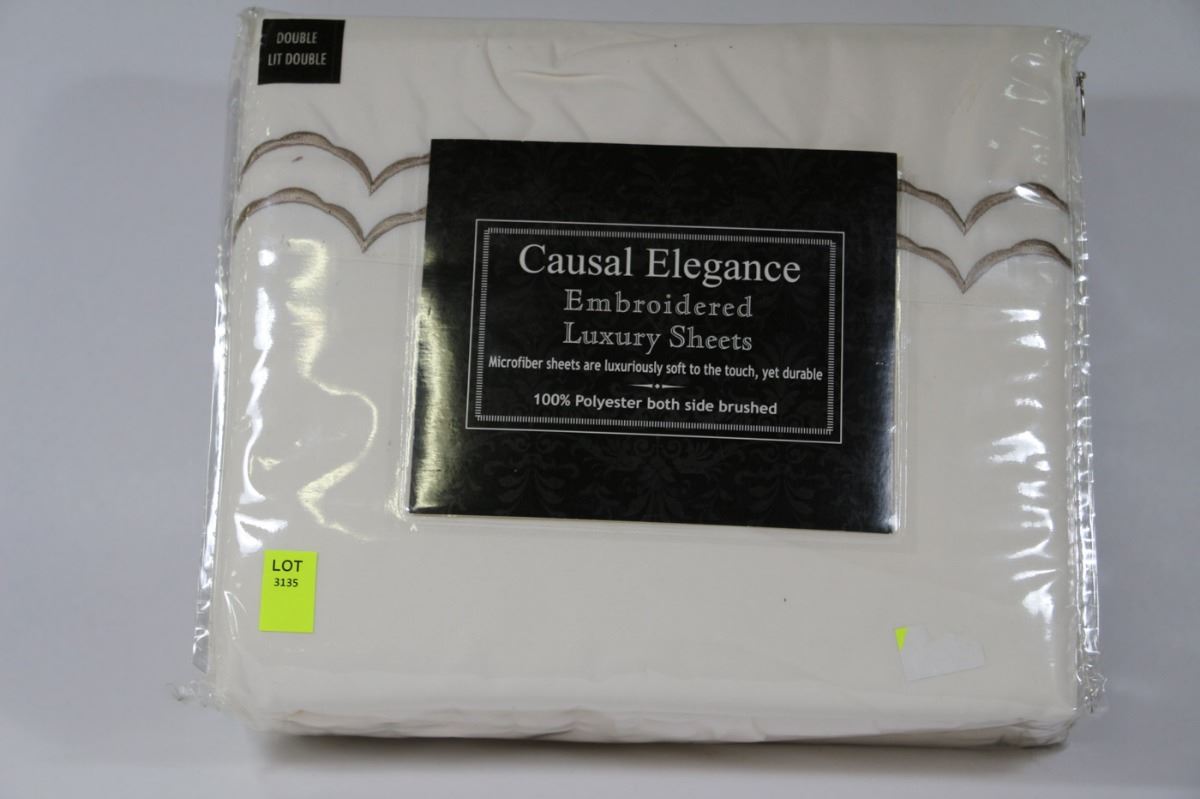 DOUBLE
LIT DOUBLE
Causal Elegance
Embroidered
Luxury Sheets
Microfiber sheets are luxuriously soft to the touch, yet durable
100% Polyester both side brushed
LOT
3135